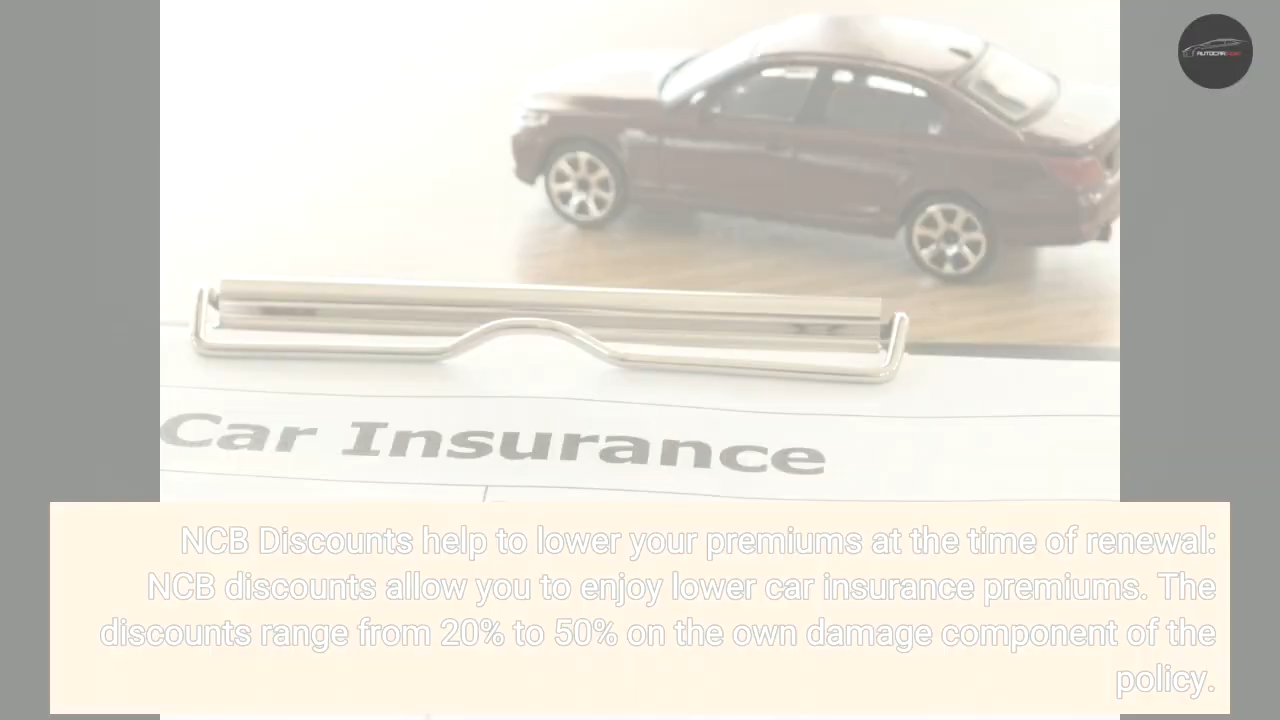 AUTOCAR
Car Insurance
NCB Discounts help to lower your premiums at the time of renewal:
NCB discounts allow you to enjoy lower car insurance premiums. The
discounts range from 20% to 50% on the own damage component of the
policy.